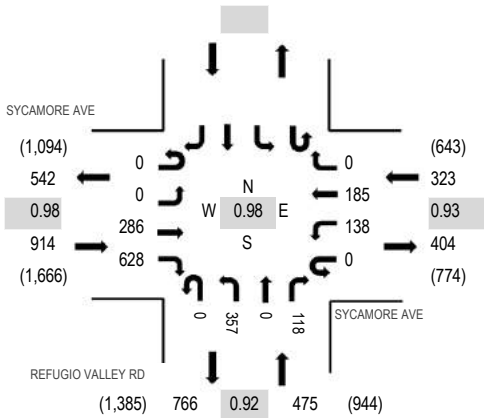 SYCAMORE AVE
(1,094)
542
0.98
914
(1,666)
0
0
286
628
N
W 0.98 E
S
0
185
138
0
(643)
323
0.93
404
(774)
0 357 0 118
SYCAMORE AVE
REFUGIO VALLEY RD
(1,385) 766 0.92 475 (944)